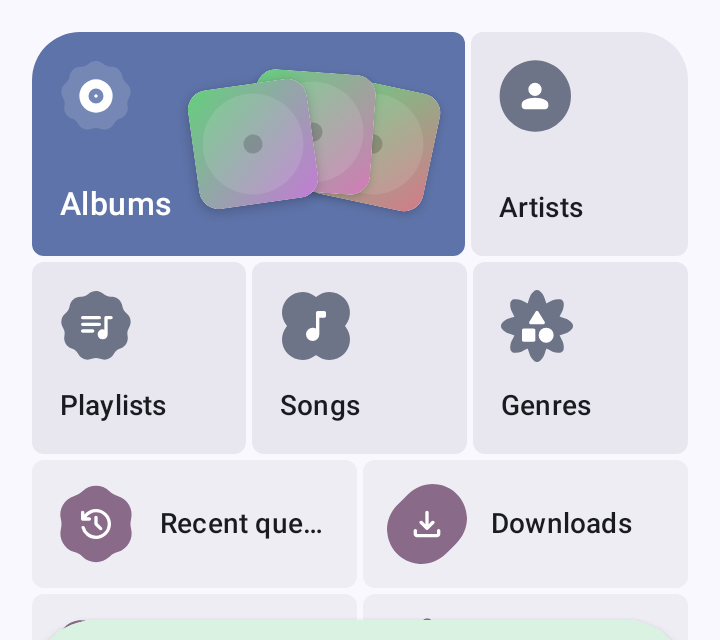 Albums
Artists
Playlists
Songs
Genres
Recent que...
Downloads